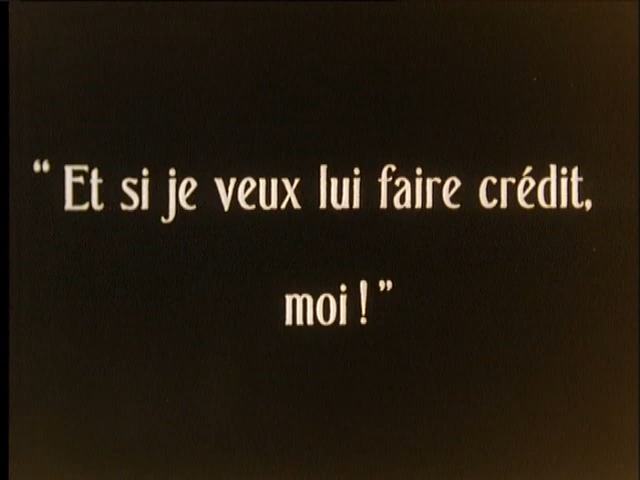 “ Et si je veux lui faire crédit,
moi ! ”